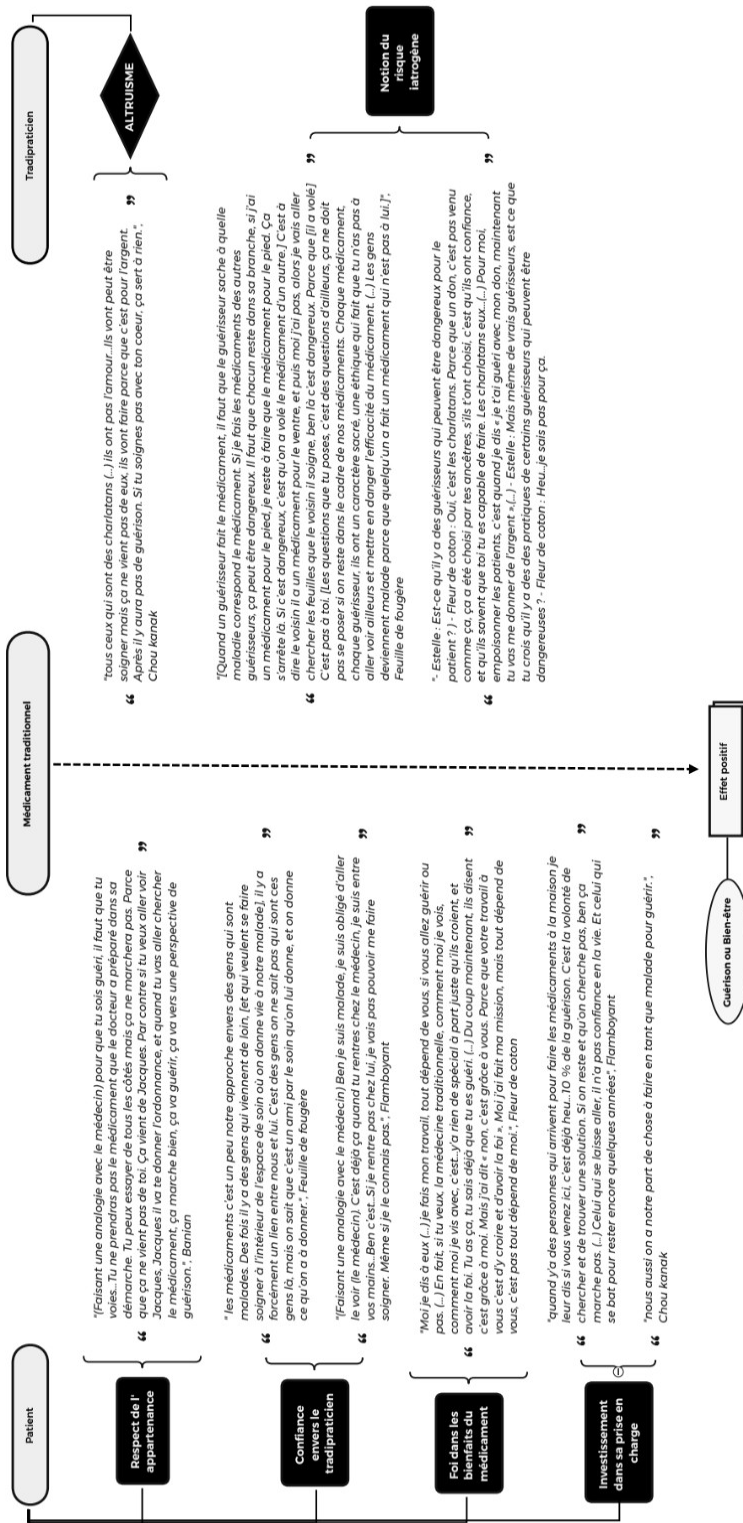 Patient
Médicament traditionnel
Tradipraticien
Respect de l'
appartenance
"(Faisant une analogie avec le médecin) pour que tu sois guéri, il faut que tu
voies...Tu ne prendras pas le médicament que le docteur a préparé dans sa
démarche. Tu peux essayer de tous les côtés mais ça ne marchera pas. Parce
que ça ne vient pas de toi. Ça vient de Jacques. Par contre si tu veux aller voir
Jacques, Jacques il va te donner l'ordonnance, et quand tu vas aller chercher
le médicament, ça marche bien, ça va guérir, ça va vers une perspective de
guérison.", Banian
Confiance
envers le
tradipraticien
" les médicaments c'est un peu notre approche envers des gens qui sont
malades. Des fois il y a des gens qui viennent de loin, [et qui veulent se faire
soigner à l'intérieur de l'espace de soin où on donne vie à notre malade], il y a
forcément un lien entre nous et lui. C'est des gens on ne sait pas qui sont ces
gens là, mais on sait que c'est un ami par le soin qu'on lui donne, et on donne
ce qu'on a à donner.", Feuille de fougère
"(Faisant une analogie avec le médecin) Ben je suis malade, je suis obligé d'aller
le voir (le médecin). C'est déjà ça quand tu rentres chez le médecin, je suis entre
vos mains...Ben c'est...Si je rentre pas chez lui, je vais pas pouvoir me faire
soigner. Même si je le connais pas.", Flamboyant
Foi dans les
bienfaits du
médicament
"Moi je dis à eux (...) je fais mon travail, tout dépend de vous, si vous allez guérir ou
pas. (...) En fait, si tu veux, la médecine traditionnelle, comment moi je vois,
comment moi je vis avec, c'est...y'a rien de spécial à part juste qu'ils croient, et
avoir la foi. Tu as ça, tu sais déjà que tu es guéri. (...) Du coup maintenant, ils disent
c'est grâce à moi. Mais j'ai dit « non, c'est grâce à vous. Parce que votre travail à
vous c'est d'y croire et d'avoir la foi ». Moi j'ai fait ma mission, mais tout dépend de
vous, c'est pas tout dépend de moi.", Fleur de coton
Investissement
dans sa prise en
charge
"quand y'a des personnes qui arrivent pour faire les médicaments à la maison je
leur dis si vous venez ici, c'est déjà heu...10 % de la guérison. C'est la volonté de
chercher et de trouver une solution. Si on reste et qu'on cherche pas, ben ça
marche pas. (...) Celui qui se laisse aller, il n'a pas confiance en la vie. Et celui qui
se bat pour rester encore quelques années", Flamboyant
"nous aussi on a notre part de chose à faire en tant que malade pour guérir.",
Chou kanak
"tous ceux qui sont des charlatans (...) ils ont pas l'amour...Ils vont peut être
soigner mais ça ne vient pas de eux, ils vont faire parce que c'est pour l'argent.
Après il y aura pas de guérison. Si tu soignes pas avec ton coeur, ça sert à rien.",
Chou kanak
ALTRUISME
"[Quand un guérisseur fait le médicament, il faut que le guérisseur sache à quelle
maladie correspond le médicament. Si je fais les médicaments des autres
guérisseurs, ça peut être dangereux. Il faut que chacun reste dans sa branche, si j'ai
un médicament pour le pied, je reste à faire que le médicament pour le pied. Ça
s'arrête là. Si c'est dangereux, c'est qu'on a volé le médicament d'un autre.] C'est à
dire le voisin il a un médicament pour le ventre, et puis moi j'ai pas, alors je vais aller
chercher les feuilles que le voisin il soigne, ben là c'est dangereux. Parce que [il a volé]
C'est pas à toi. [Les questions que tu poses, c'est des questions d'ailleurs, ça ne doit
pas se poser si on reste dans le cadre de nos médicaments. Chaque médicament,
chaque guérisseur, ils ont un caractère sacré, une éthique qui fait que tu n'as pas à
aller voir ailleurs et mettre en danger l'efficacité du médicament. (...) Les gens
deviennent malade parce que quelqu'un a fait un médicament qui n'est pas à lui.]",
Feuille de fougère
Notion du
risque
iatrogène
"- Estelle : Est-ce qu'il y a des guérisseurs qui peuvent être dangereux pour le
patient ? ) - Fleur de coton : Oui, c'est les charlatans. Parce que un don, c'est pas venu
comme ça, ça a été choisi par tes ancêtres, s'ils t'ont choisi, c'est qu'ils ont confiance,
et qu'ils savent que toi tu es capable de faire. Les charlatans eux...(...) Pour moi,
empoisonner les patients, c'est quand je dis « je t'ai guéri avec mon don, maintenant
tu vas me donner de l'argent ».(...) - Estelle : Mais même de vrais guérisseurs, est ce que
tu crois qu'il y a des des pratiques de certains guérisseurs qui peuvent être
dangereuses ? - Fleur de coton : Heu...je sais pas pour ça.
Guérison ou Bien-être
Effet positif